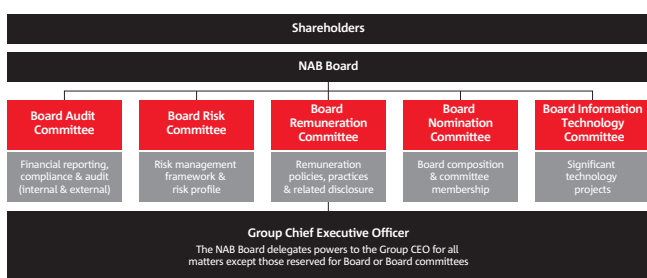 Shareholders
NAB Board
Board Audit
Committee
Board Risk
Committee
Board
Remuneration
Committee
Board
Nomination
Committee
Board Information
Technology
Committee
Financial reporting,
compliance & audit
(internal & external)
Risk management
framework &
risk profile
Remuneration
policies, practices
& related disclosure
Board composition
& committee
membership
Significant
technology
projects
Group Chief Executive Officer
The NAB Board delegates powers to the Group CEO for all
matters except those reserved for Board or Board committees